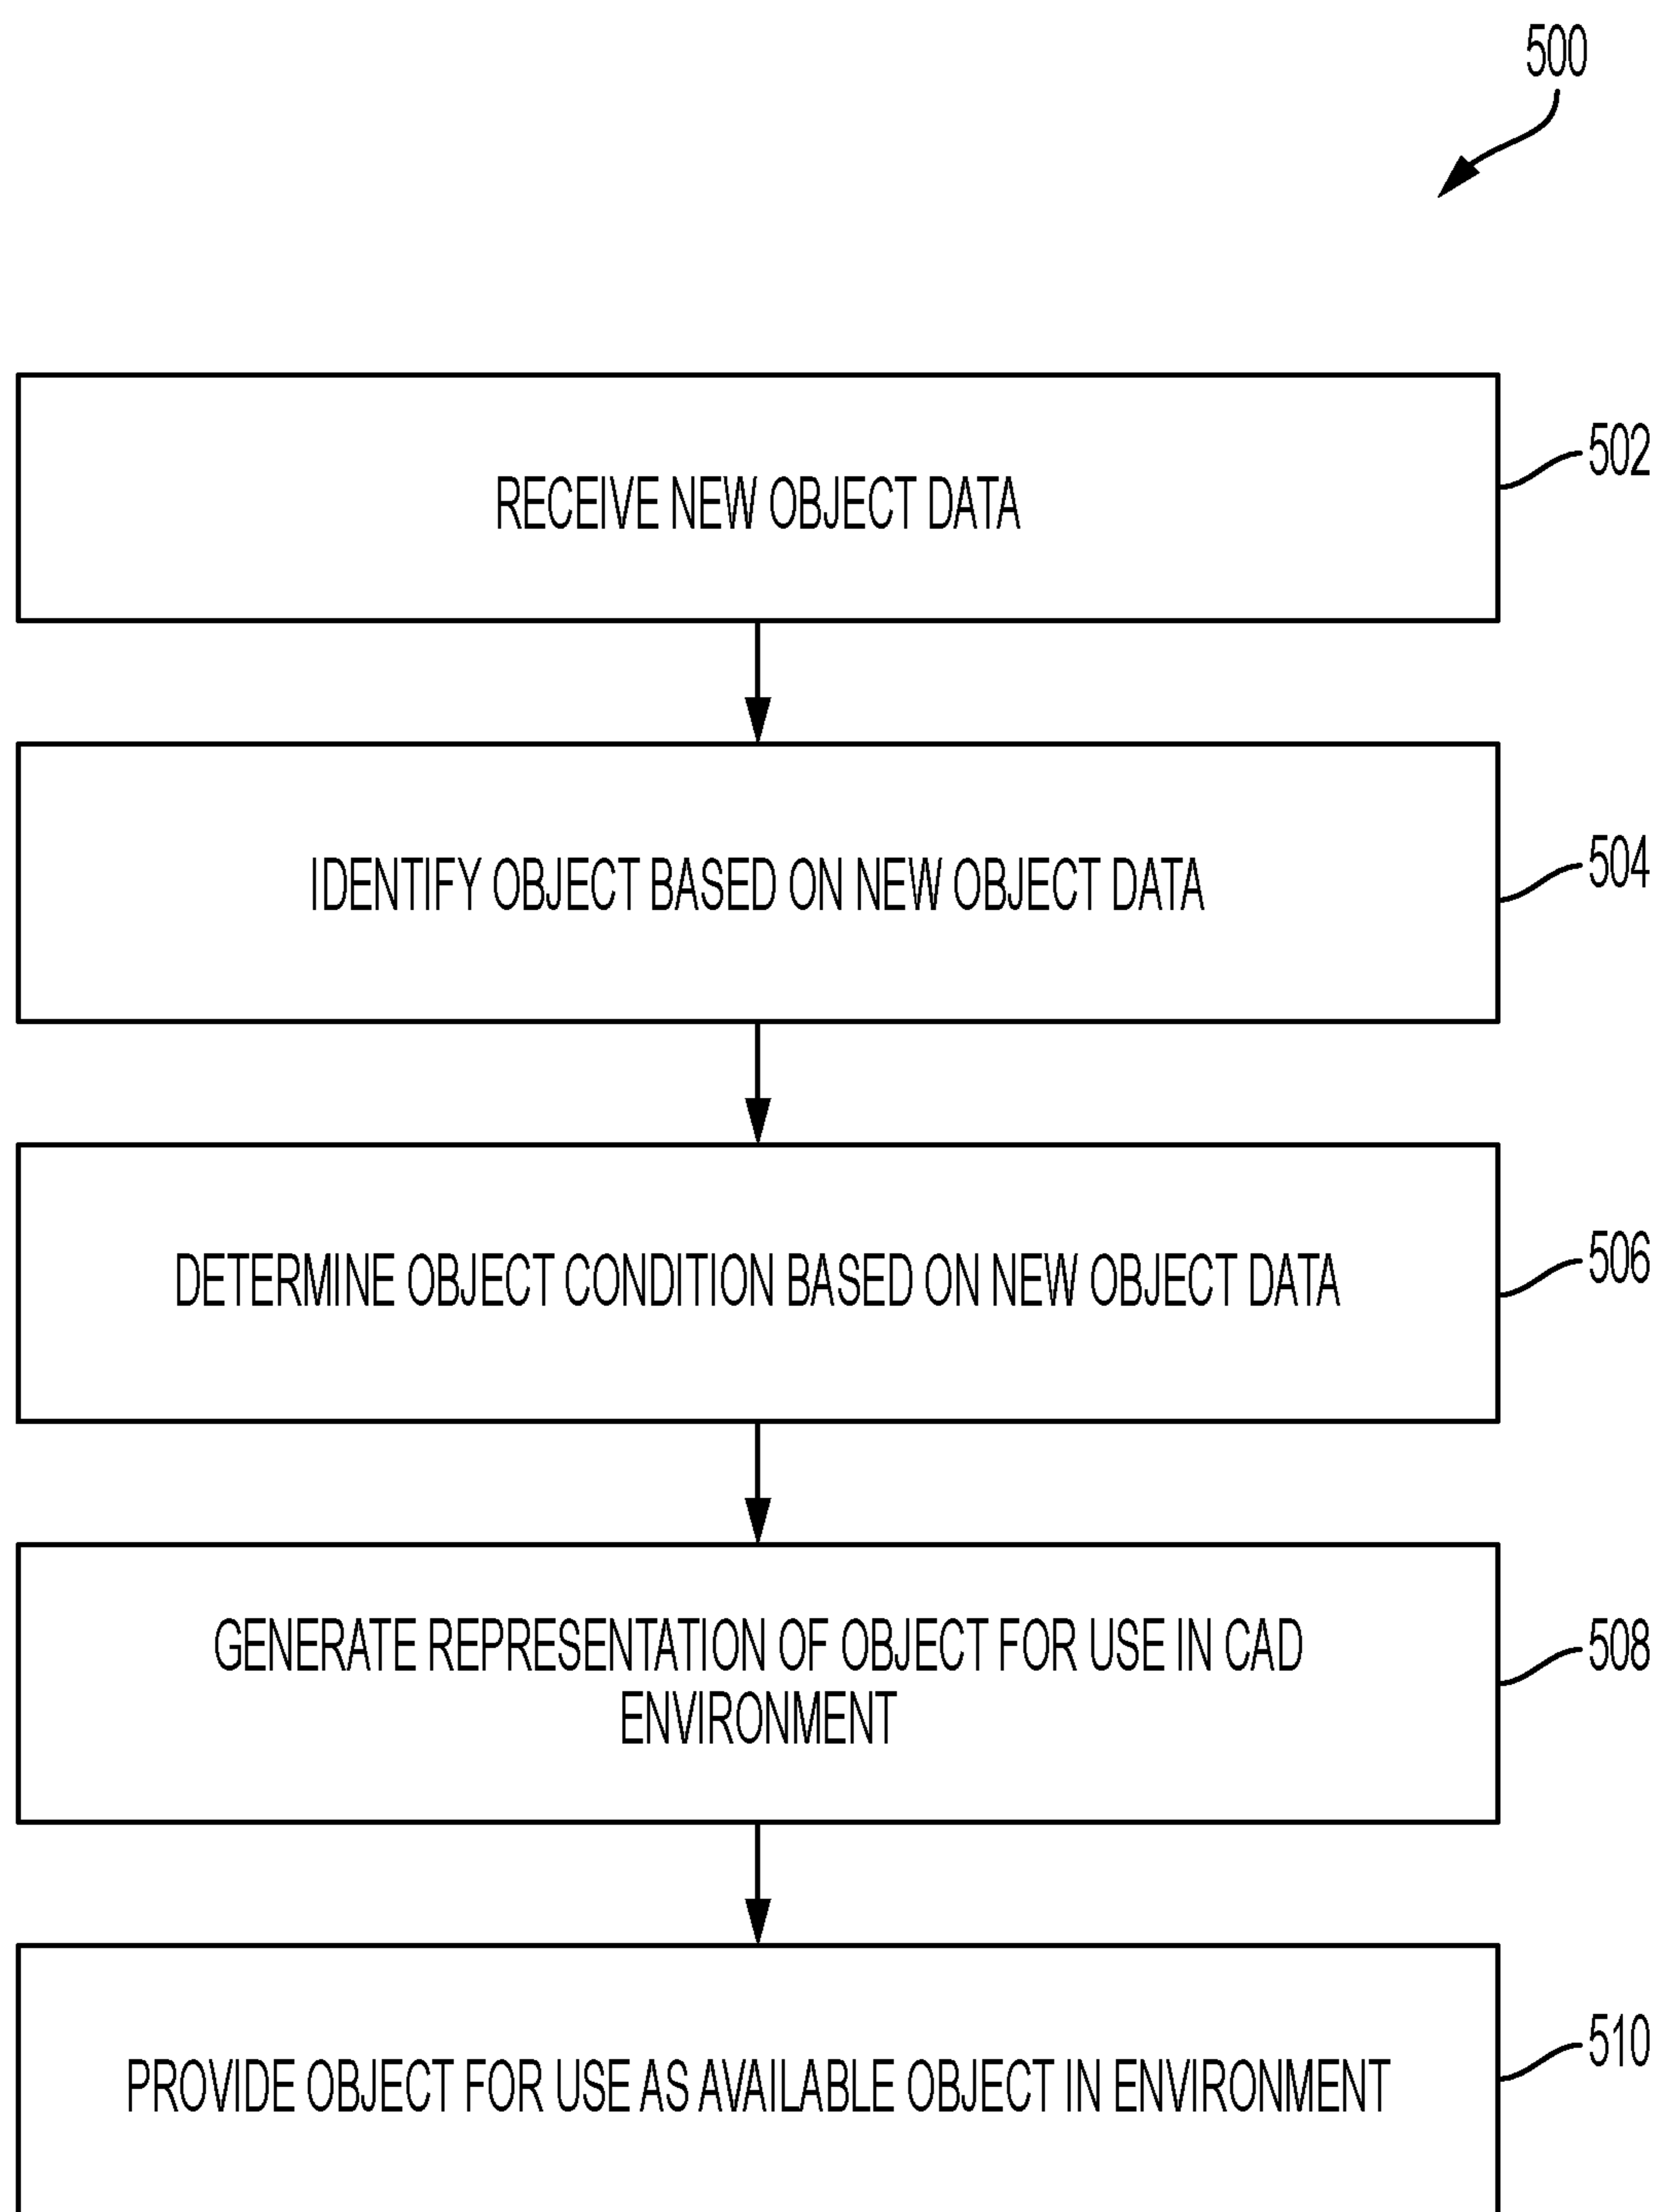 500
RECEIVE NEW OBJECT DATA
502
IDENTIFY OBJECT BASED ON NEW OBJECT DATA
504
DETERMINE OBJECT CONDITION BASED ON NEW OBJECT DATA
506
GENERATE REPRESENTATION OF OBJECT FOR USE IN CAD
ENVIRONMENT
508
PROVIDE OBJECT FOR USE AS AVAILABLE OBJECT IN ENVIRONMENT
510